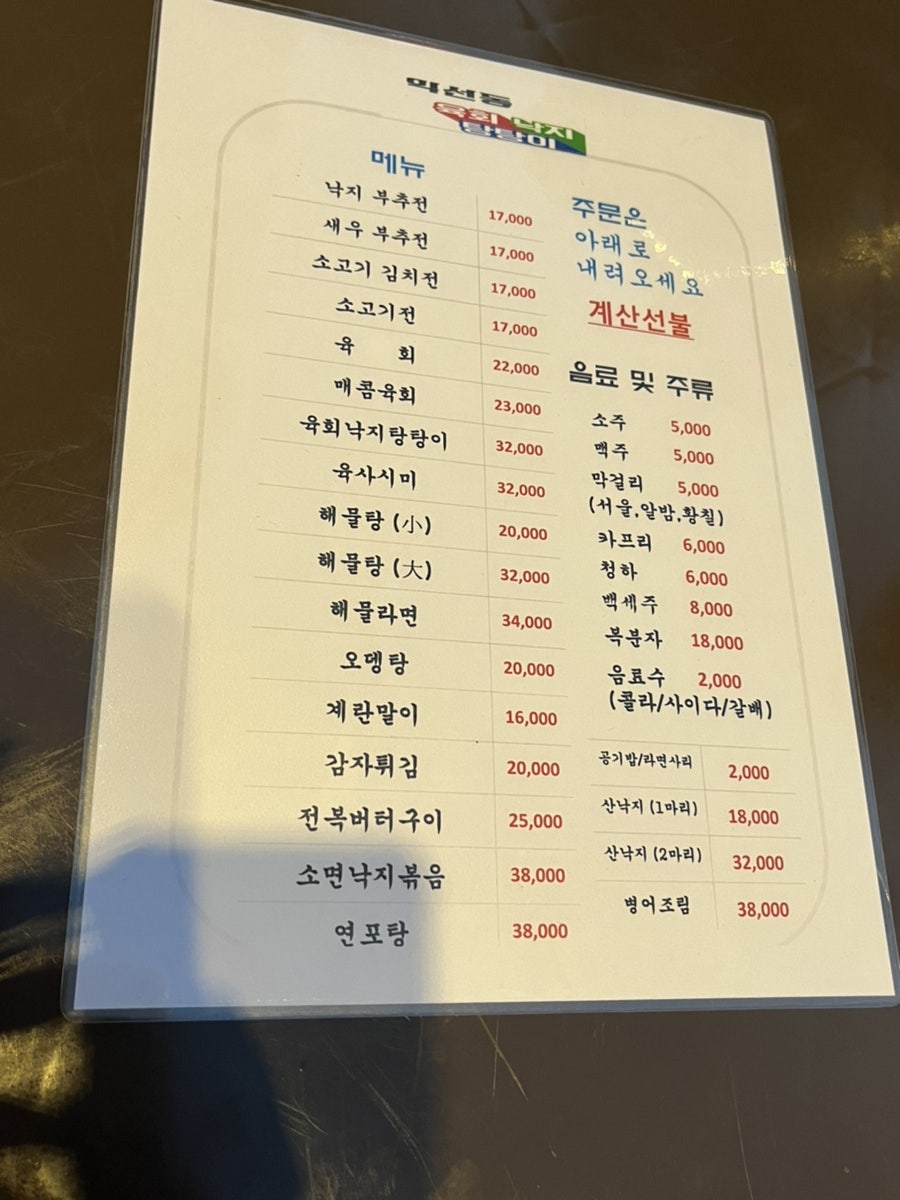 익선동
육회 낙지
탕탕이
메뉴
낙지 부추전 17,000
새우 부추전 17,000
소고기 김치전 17,000
소고기전 17,000
육 회 22,000
매콤육회 23,000
육회낙지탕탕이 32,000
육사시미 32,000
해물탕 (小) 20,000
해물탕 (大) 32,000
해물라면 34,000
오뎅탕 20,000
계란말이 16,000
감자튀김 20,000
전복버터구이 25,000
소면낙지볶음 38,000
연포탕 38,000
주문은
아래로
내려오세요
계산선불
음료 및 주류
소주 5,000
맥주 5,000
막걸리 5,000
(서울,알밤,황칠)
카프리 6,000
청하 6,000
백세주 8,000
복분자 18,000
음료수 2,000
(콜라/사이다/갈배)
공기밥/라면사리 2,000
산낙지 (1마리) 18,000
산낙지 (2마리) 32,000
병어조림 38,000